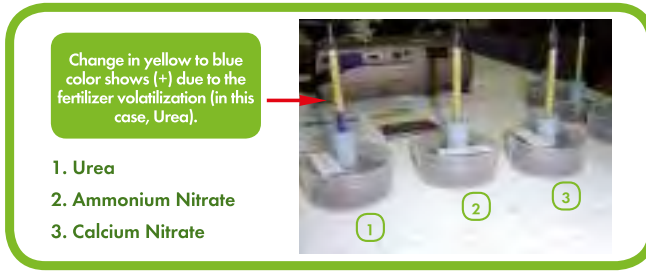 Change in yellow to blue
color shows (+) due to the
fertilizer volatilization (in this
case, Urea).
1. Urea
2. Ammonium Nitrate
3. Calcium Nitrate
1
2
3